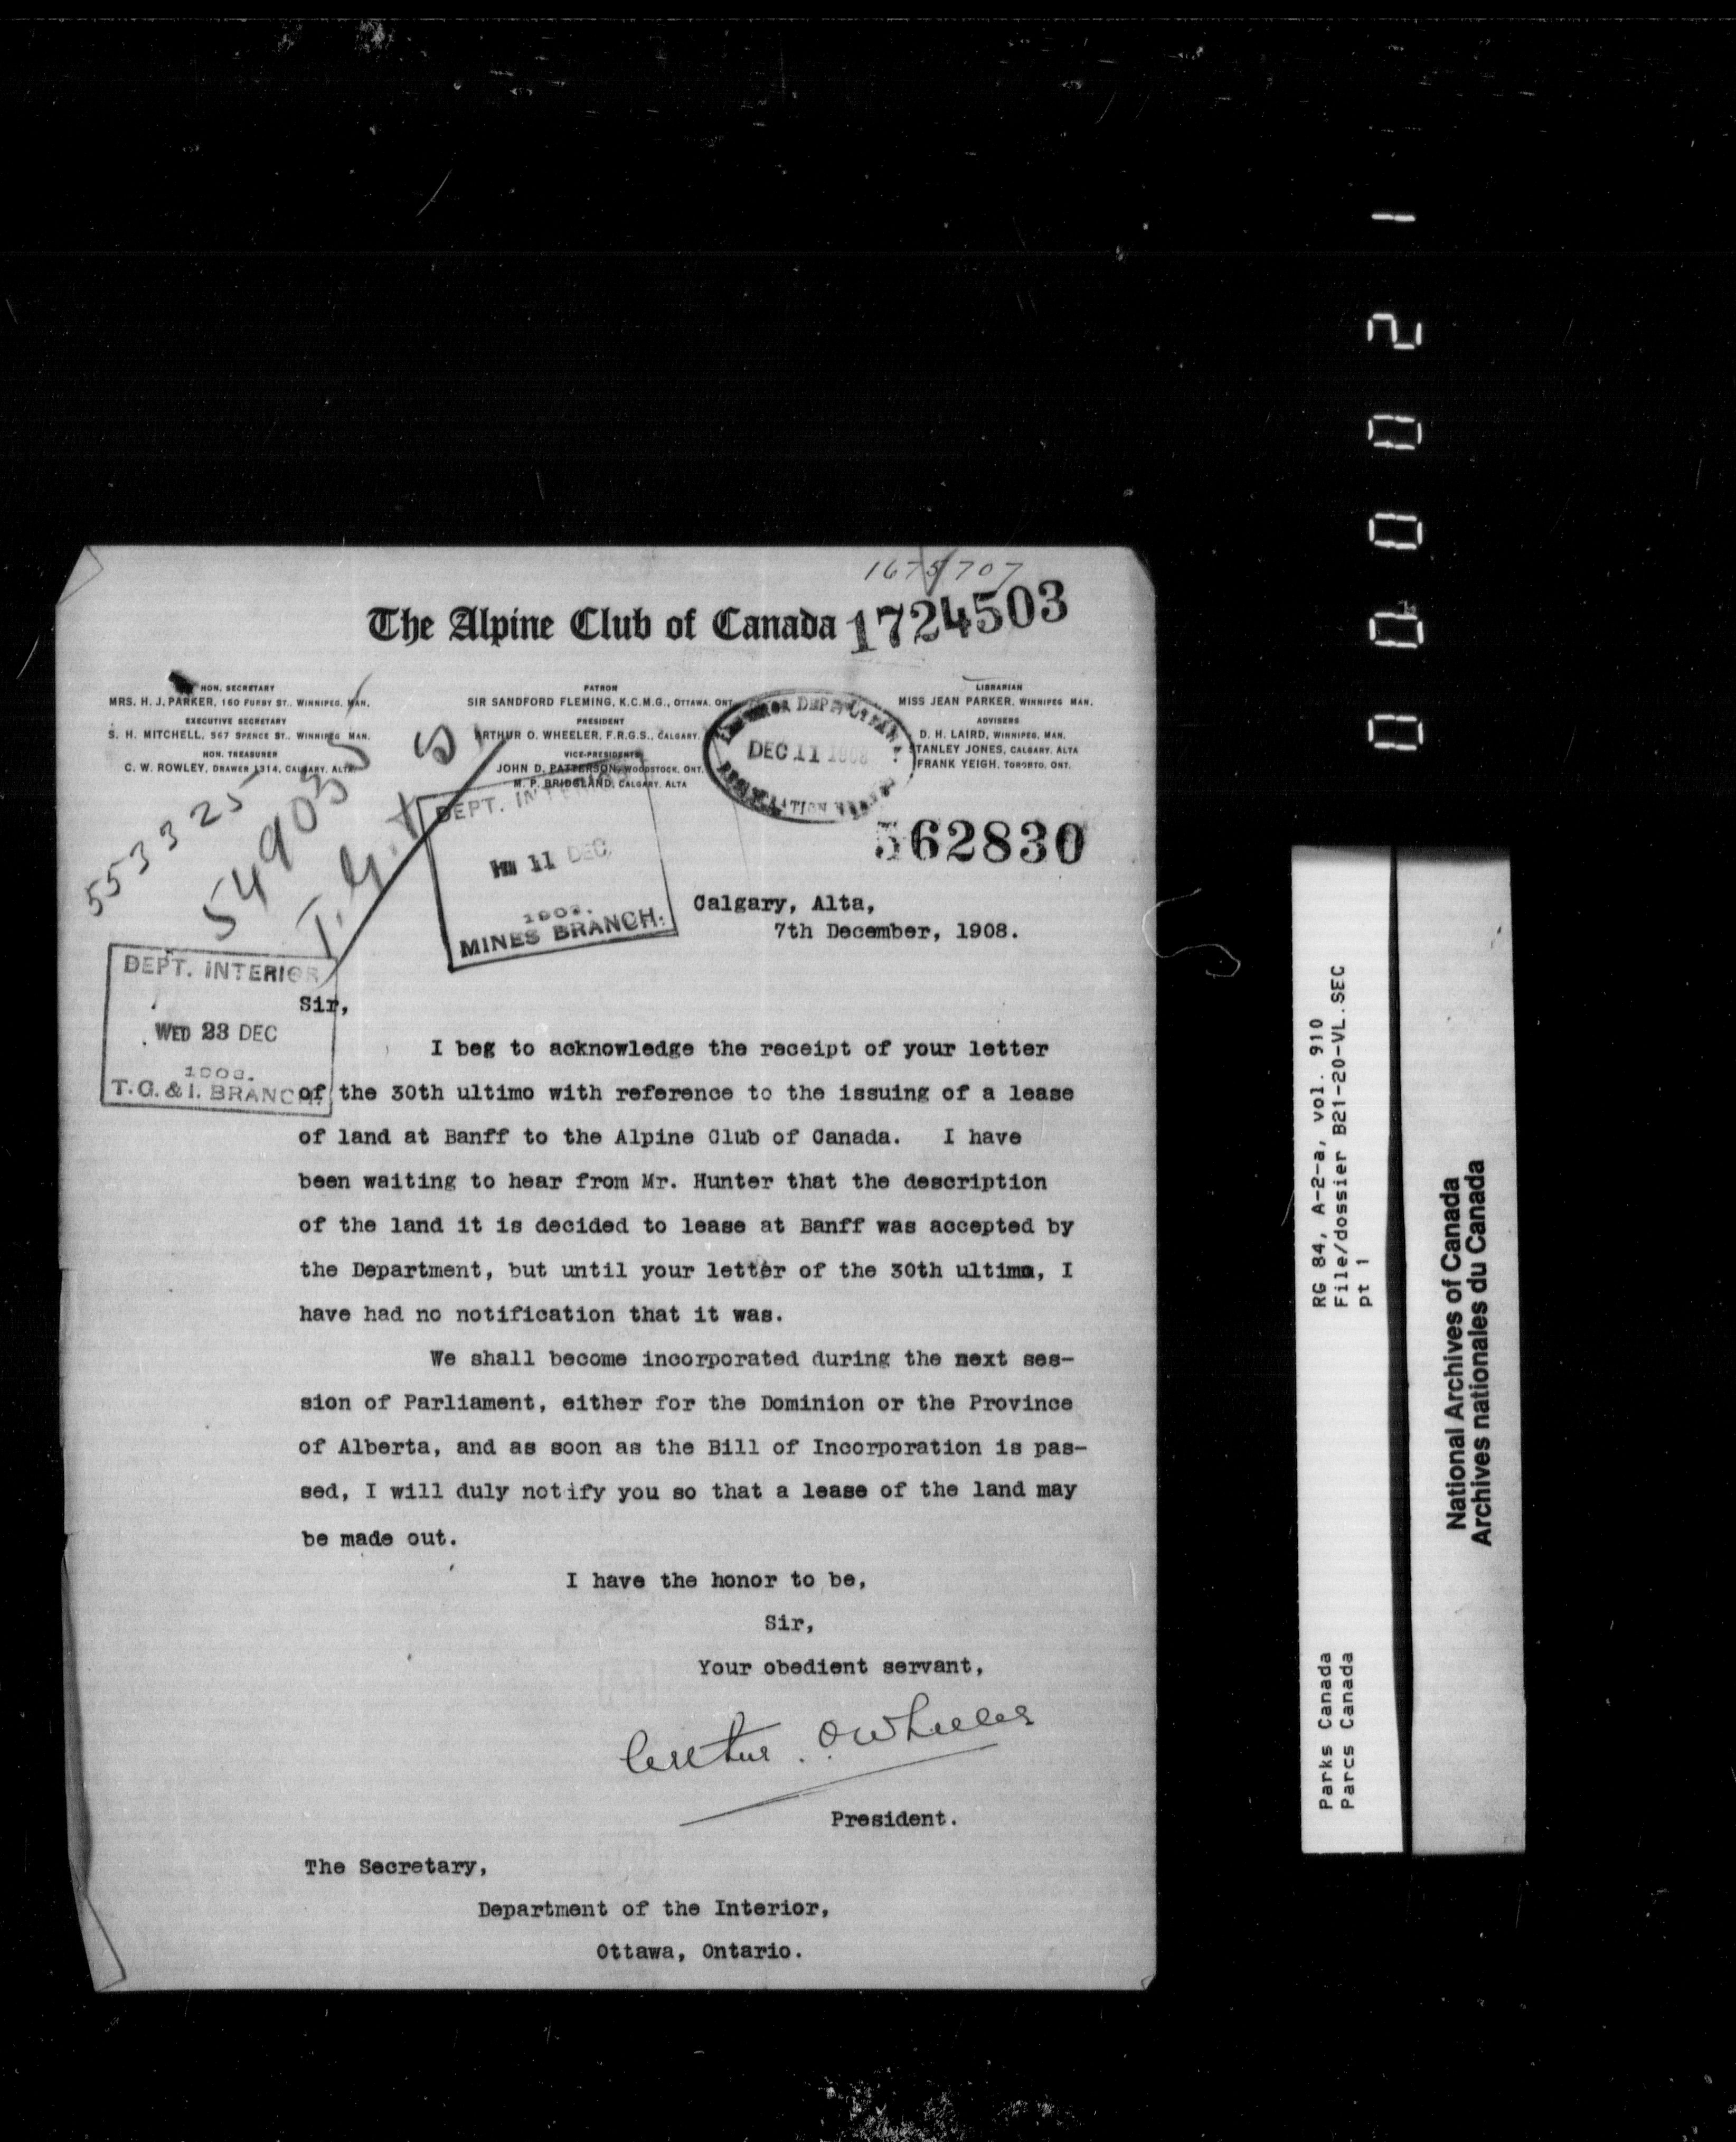 1675707
The Alpine Club of Canada 1724503
HON. SECRETARY
MRS. H. J. PARKER, 160 FURBY ST., WINNIPEG, MAN.
EXECUTIVE SECRETARY
S. H. MITCHELL, 567 SPENCE ST., WINNIPEG MAN.
HON. TREASURER
C. W. ROWLEY, DRAWER 1314, CALGARY, ALTA.
PATRON
SIR SANDFORD FLEMING, K.C.M.G., OTTAWA, ONT.
PRESIDENT
ARTHUR O. WHEELER, F.R.G.S., CALGARY,
VICE-PRESIDENTS
JOHN D. PATTERSON, WOODSTOCK, ONT.
M. P. BRIDGLAND, CALGARY, ALTA
LIBRARIAN
MISS JEAN PARKER, WINNIPEG MAN.
ADVISERS
D. H. LAIRD, WINNIPEG, MAN.
STANLEY JONES, CALGARY, ALTA
FRANK YEIGH, TORONTO, ONT.
DEC 11 1908
553325
DEPT. INTERIOR
11 DEC
1908.
MINES BRANCH.
562830
Calgary, Alta,
7th December, 1908.
DEPT. INTERIOR
WED 23 DEC
1908.
T. G. & I. BRANCH.
Sir,
I beg to acknowledge the receipt of your letter
of the 30th ultimo with reference to the issuing of a lease
of land at Banff to the Alpine Club of Canada. I have
been waiting to hear from Mr. Hunter that the description
of the land it is decided to lease at Banff was accepted by
the Department, but until your letter of the 30th ultimo, I
have had no notification that it was.
We shall become incorporated during the next ses-
sion of Parliament, either for the Dominion or the Province
of Alberta, and as soon as the Bill of Incorporation is pas-
sed, I will duly notify you so that a lease of the land may
be made out.
I have the honor to be,
Sir,
Your obedient servant,
Arthur O Wheeler
President.
The Secretary,
Department of the Interior,
Ottawa, Ontario.
0 0 0 0 2 1
RG 84, A-2-a, vol. 910
File/dossier B21-20-VL.SEC
pt 1
Parks Canada
Parcs Canada
National Archives of Canada
Archives nationales du Canada